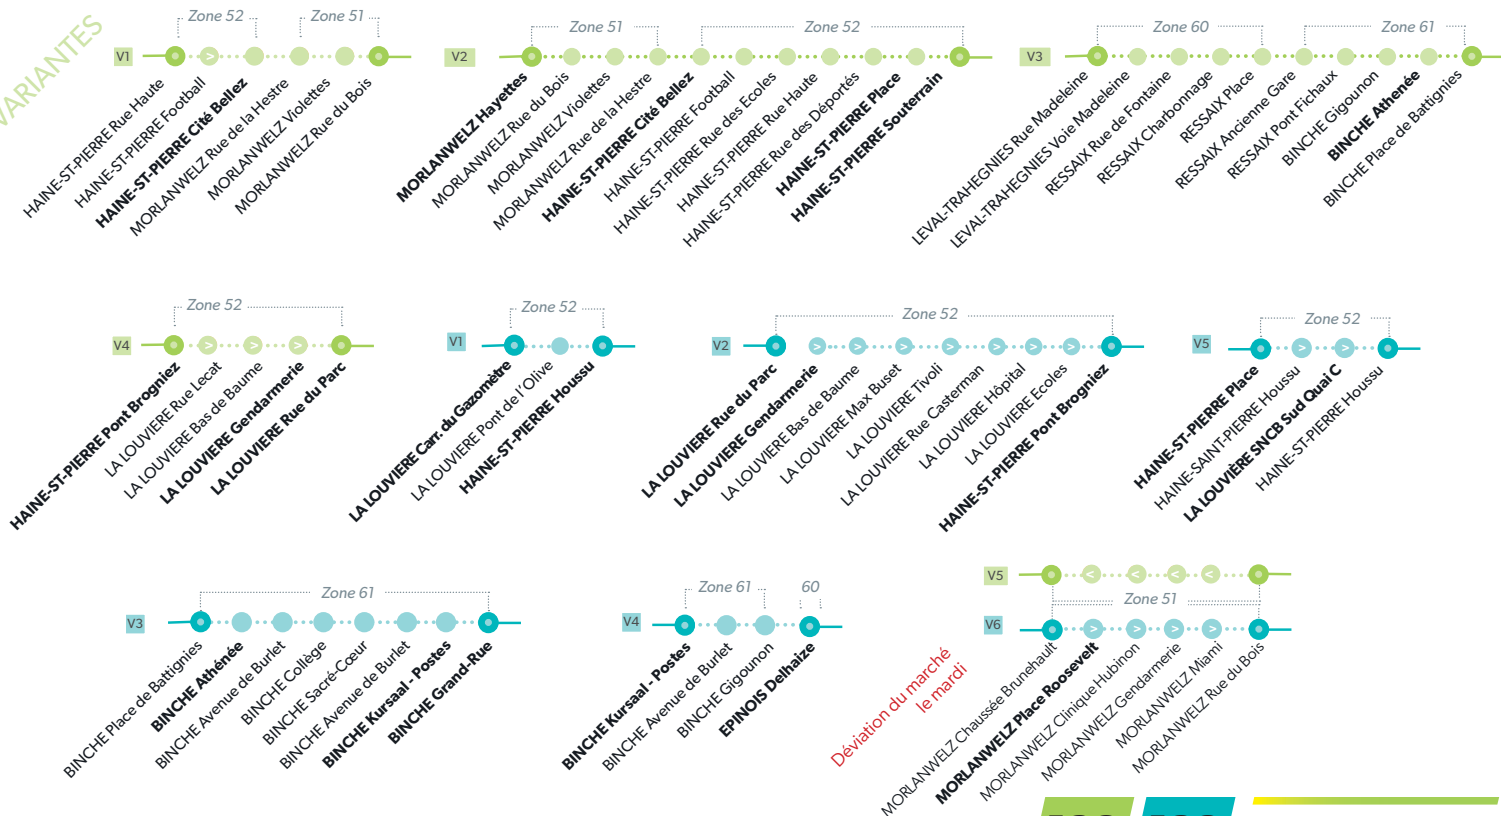 VARIANTES
Zone 52
Zone 51
V1
HAINE-ST-PIERRE Rue Haute
HAINE-ST-PIERRE Football
HAINE-ST-PIERRE Cité Bellez
MORLANWELZ Rue de la Hestre
MORLANWELZ Violettes
MORLANWELZ Rue du Bois
Zone 51
Zone 52
V2
MORLANWELZ Hayettes
MORLANWELZ Rue du Bois
MORLANWELZ Violettes
MORLANWELZ Rue de la Hestre
HAINE-ST-PIERRE Cité Bellez
HAINE-ST-PIERRE Football
HAINE-ST-PIERRE Rue des Ecoles
HAINE-ST-PIERRE Rue Haute
HAINE-ST-PIERRE Rue des Déportés
HAINE-ST-PIERRE Place
HAINE-ST-PIERRE Souterrain
Zone 60
Zone 61
V3
LEVAL-TRAHEGNIES Rue Madeleine
LEVAL-TRAHEGNIES Voie Madeleine
RESSAIX Rue de Fontaine
RESSAIX Charbonnage
RESSAIX Place
RESSAIX Ancienne Gare
RESSAIX Pont Fichaux
BINCHE Gigounon
BINCHE Athenée
BINCHE Place de Battignies
Zone 52
V4
HAINE-ST-PIERRE Pont Brogniez
LA LOUVIERE Rue Lecat
LA LOUVIERE Bas de Baume
LA LOUVIERE Gendarmerie
LA LOUVIERE Rue du Parc
Zone 52
V1
LA LOUVIERE Carr. du Gazomètre
LA LOUVIERE Pont de l'Olive
HAINE-ST-PIERRE Houssu
Zone 52
V2
LA LOUVIERE Rue du Parc
LA LOUVIERE Gendarmerie
LA LOUVIERE Bas de Baume
LA LOUVIERE Max Buset
LA LOUVIERE Tivoli
LA LOUVIERE Rue Casterman
LA LOUVIERE Hôpital
LA LOUVIERE Ecoles
HAINE-ST-PIERRE Pont Brogniez
Zone 52
V5
HAINE-ST-PIERRE Place
HAINE-SAINT-PIERRE Houssu
LA LOUVIÈRE SNCB Sud Quai C
HAINE-ST-PIERRE Houssu
Zone 61
V3
BINCHE Place de Battignies
BINCHE Athénée
BINCHE Avenue de Burlet
BINCHE Collège
BINCHE Sacré-Cœur
BINCHE Avenue de Burlet
BINCHE Kursaal - Postes
BINCHE Grand-Rue
Zone 61
60
V4
BINCHE Kursaal - Postes
BINCHE Avenue de Burlet
BINCHE Gigounon
EPINOIS Delhaize
Déviation du marché
le mardi
V5
Zone 51
V6
MORLANWELZ Chaussée Brunehault
MORLANWELZ Place Roosevelt
MORLANWELZ Clinique Hubinon
MORLANWELZ Gendarmerie
MORLANWELZ Miami
MORLANWELZ Rue du Bois